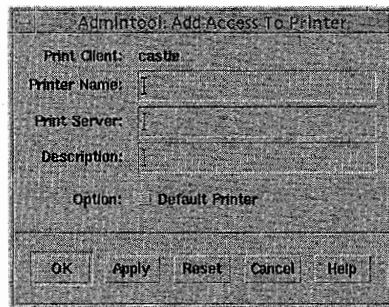 Admintool: Add Access To Printer
Print Client: castle
Printer Name:
Print Server:
Description:
Option: Default Printer
OK Apply Reset Cancel Help